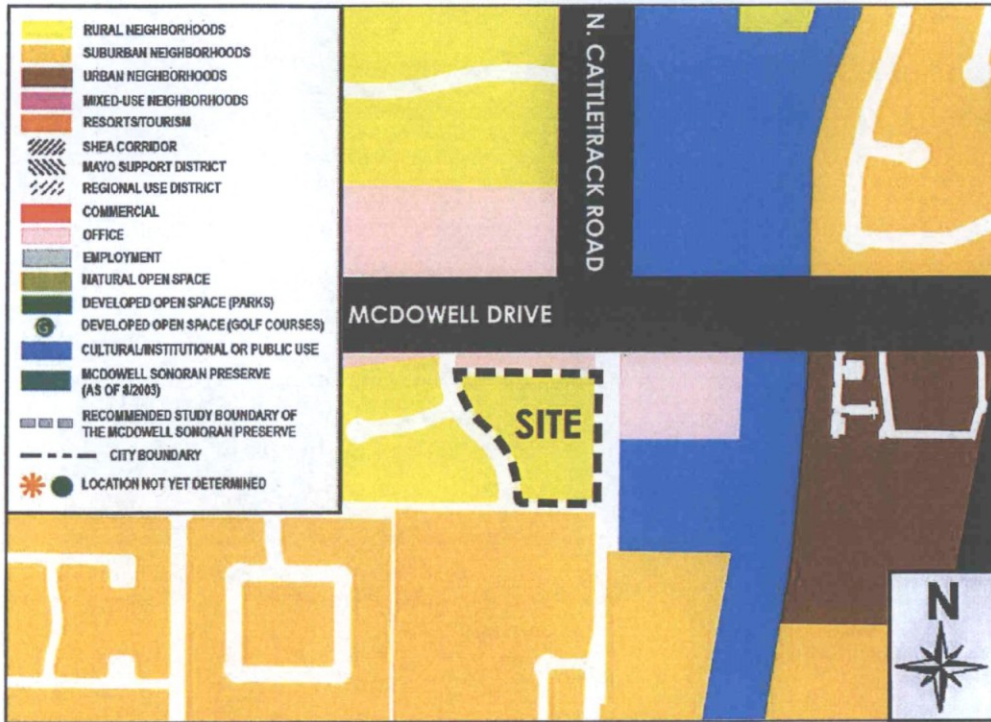 RURAL NEIGHBORHOODS
SUBURBAN NEIGHBORHOODS
URBAN NEIGHBORHOODS
MIXED-USE NEIGHBORHOODS
RESORTS/TOURISM
SHEA CORRIDOR
MAYO SUPPORT DISTRICT
REGIONAL USE DISTRICT
COMMERCIAL
OFFICE
EMPLOYMENT
NATURAL OPEN SPACE
DEVELOPED OPEN SPACE (PARKS)
G DEVELOPED OPEN SPACE (GOLF COURSES)
CULTURAL/INSTITUTIONAL OR PUBLIC USE
MCDOWELL SONORAN PRESERVE
(AS OF 8/2003)
RECOMMENDED STUDY BOUNDARY OF
THE MCDOWELL SONORAN PRESERVE
CITY BOUNDARY
LOCATION NOT YET DETERMINED
N. CATTLETRACK ROAD
MCDOWELL DRIVE
SITE
N